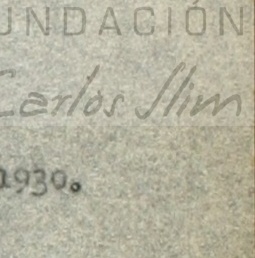 UNDACIÓN
Carlos Slim
1930.